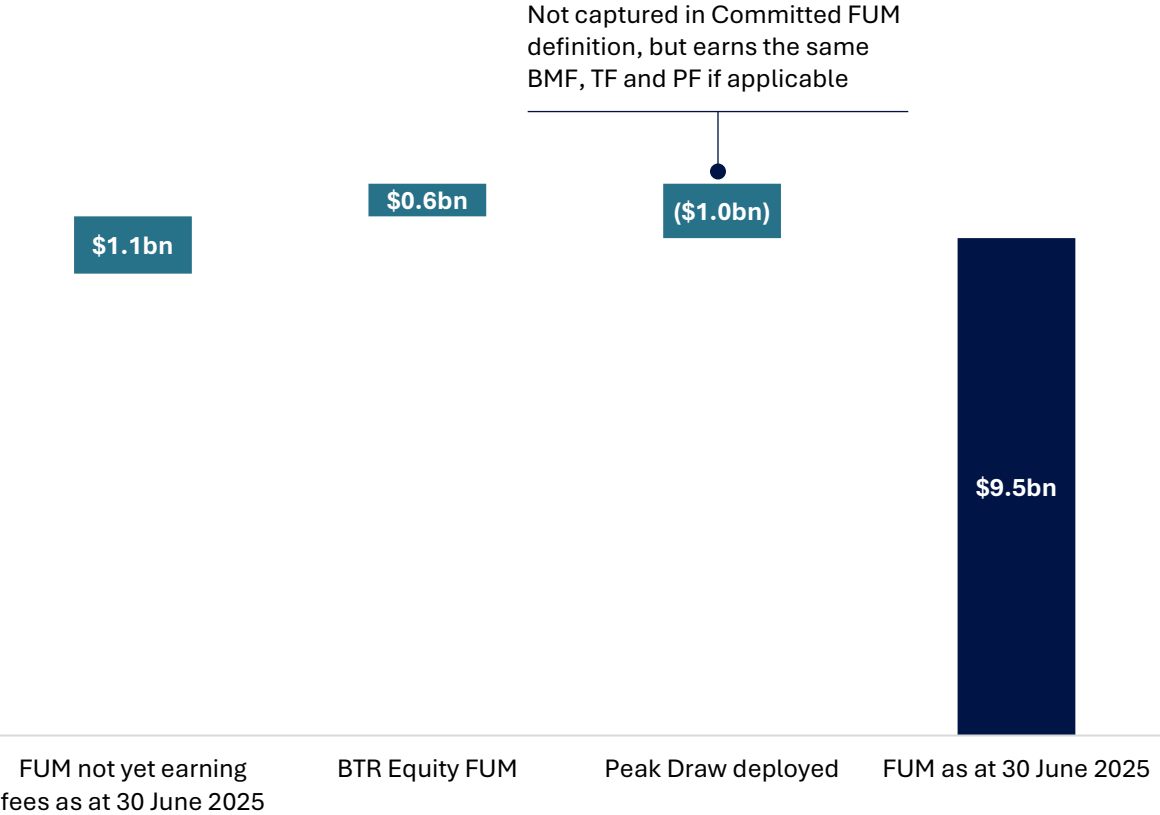 Not captured in Committed FUM
definition, but earns the same
BMF, TF and PF if applicable
$1.1bn
$0.6bn
($1.0bn)
$9.5bn
FUM not yet earning
fees as at 30 June 2025
BTR Equity FUM
Peak Draw deployed
FUM as at 30 June 2025